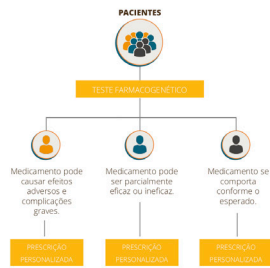 PACIENTES
TESTE FARMACOGENÉTICO
Medicamento pode
causar efeitos
adversos e
complicações
graves.
Medicamento pode
ser parcialmente
eficaz ou ineficaz.
Medicamento se
comporta
conforme o
esperado.
PRESCRIÇÃO
PERSONALIZADA
PRESCRIÇÃO
PERSONALIZADA
PRESCRIÇÃO
PERSONALIZADA